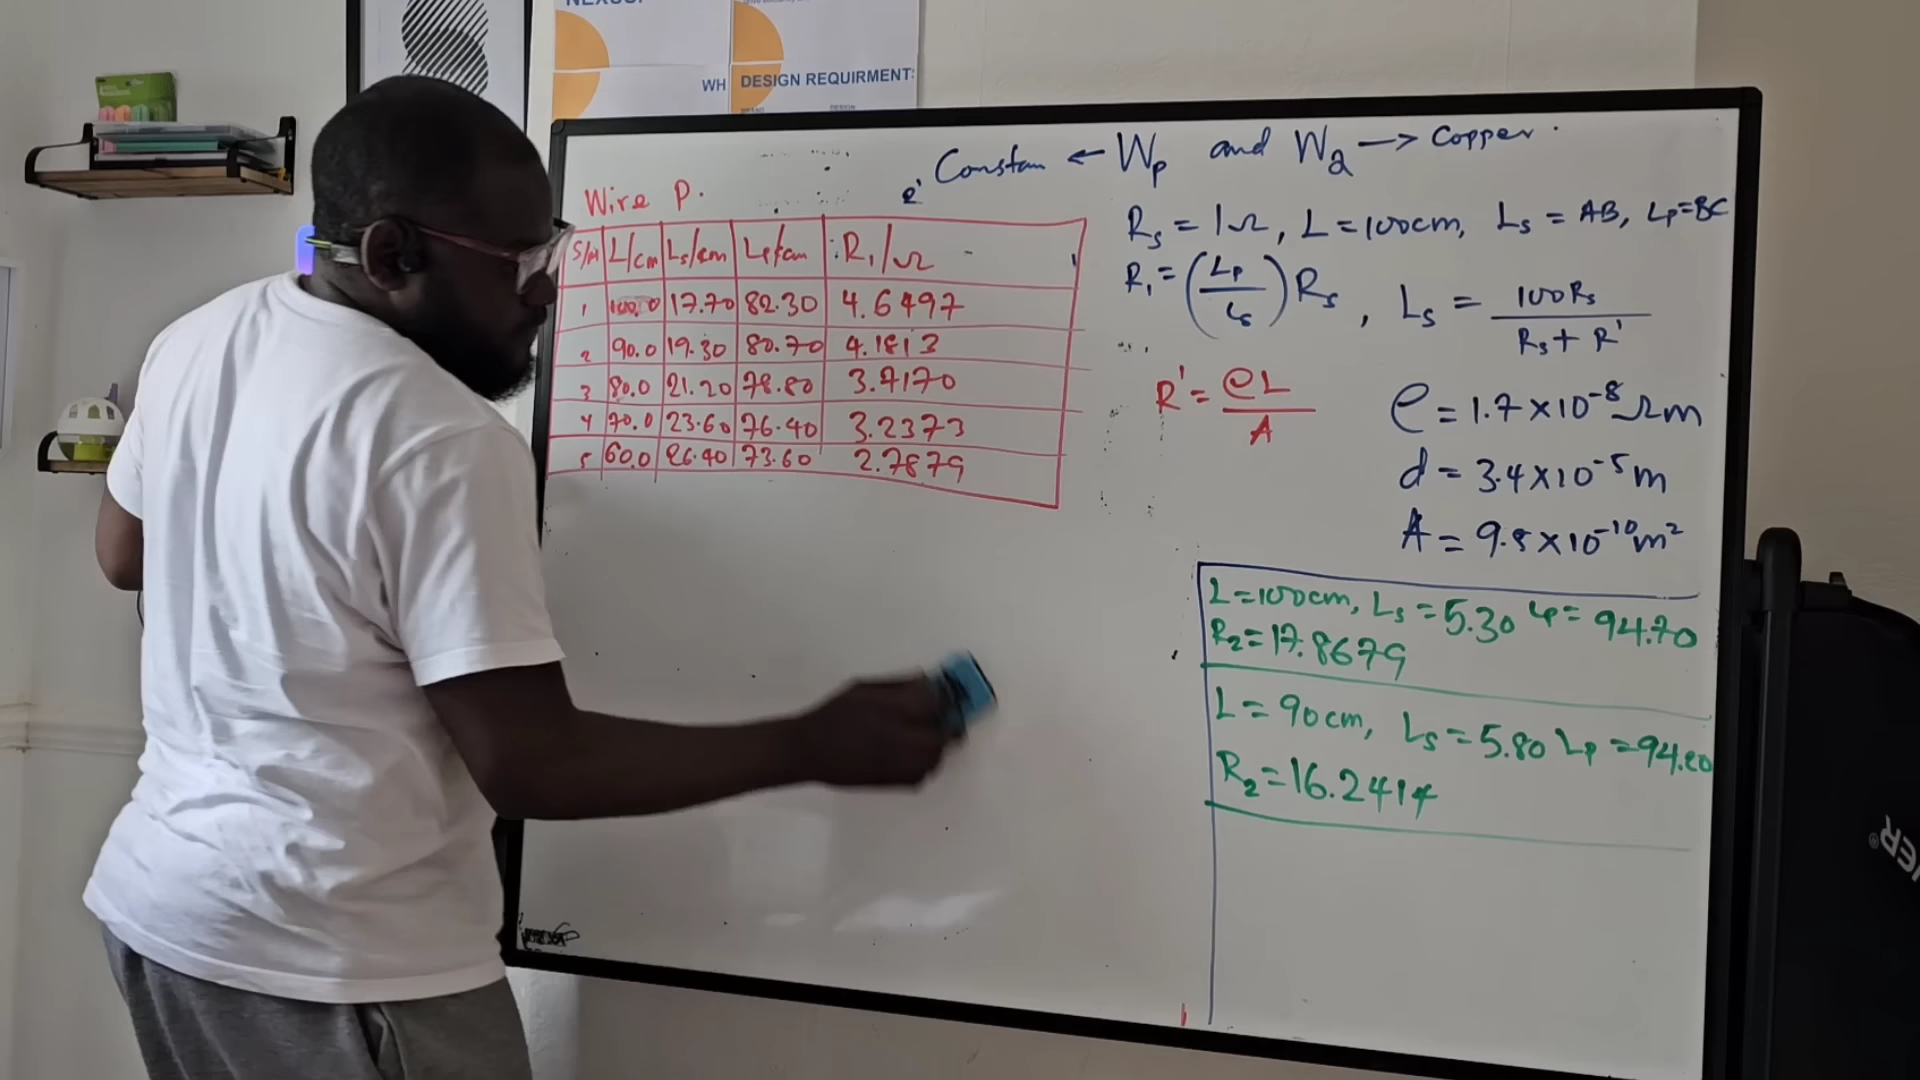 WH
DESIGN REQUIRMENT:
Constan ← Wp and W2 → Copper.
Wire P.
e'
Rs = 1Ω, L = 100cm, Ls = AB, Lp=BC
S/N L/cm Ls/cm Lp/cm R1/Ω
1 100.0 17.70 82.30 4.6497
2 90.0 19.30 80.70 4.1813
3 80.0 21.20 78.80 3.7170
4 70.0 23.60 76.40 3.2373
5 60.0 26.40 73.60 2.7879
R1 = (Lp/Ls) Rs, Ls = 100Rs/(Rs + R')
R' = ρL/A
ρ = 1.7 × 10⁻⁸ Ωm
d = 3.4 × 10⁻⁵ m
A = 9.8 × 10⁻¹⁰ m²
L = 100cm, Ls = 5.30 Lp = 94.70
R2 = 17.8679
L = 90cm, Ls = 5.80 Lp = 94.20
R2 = 16.2414